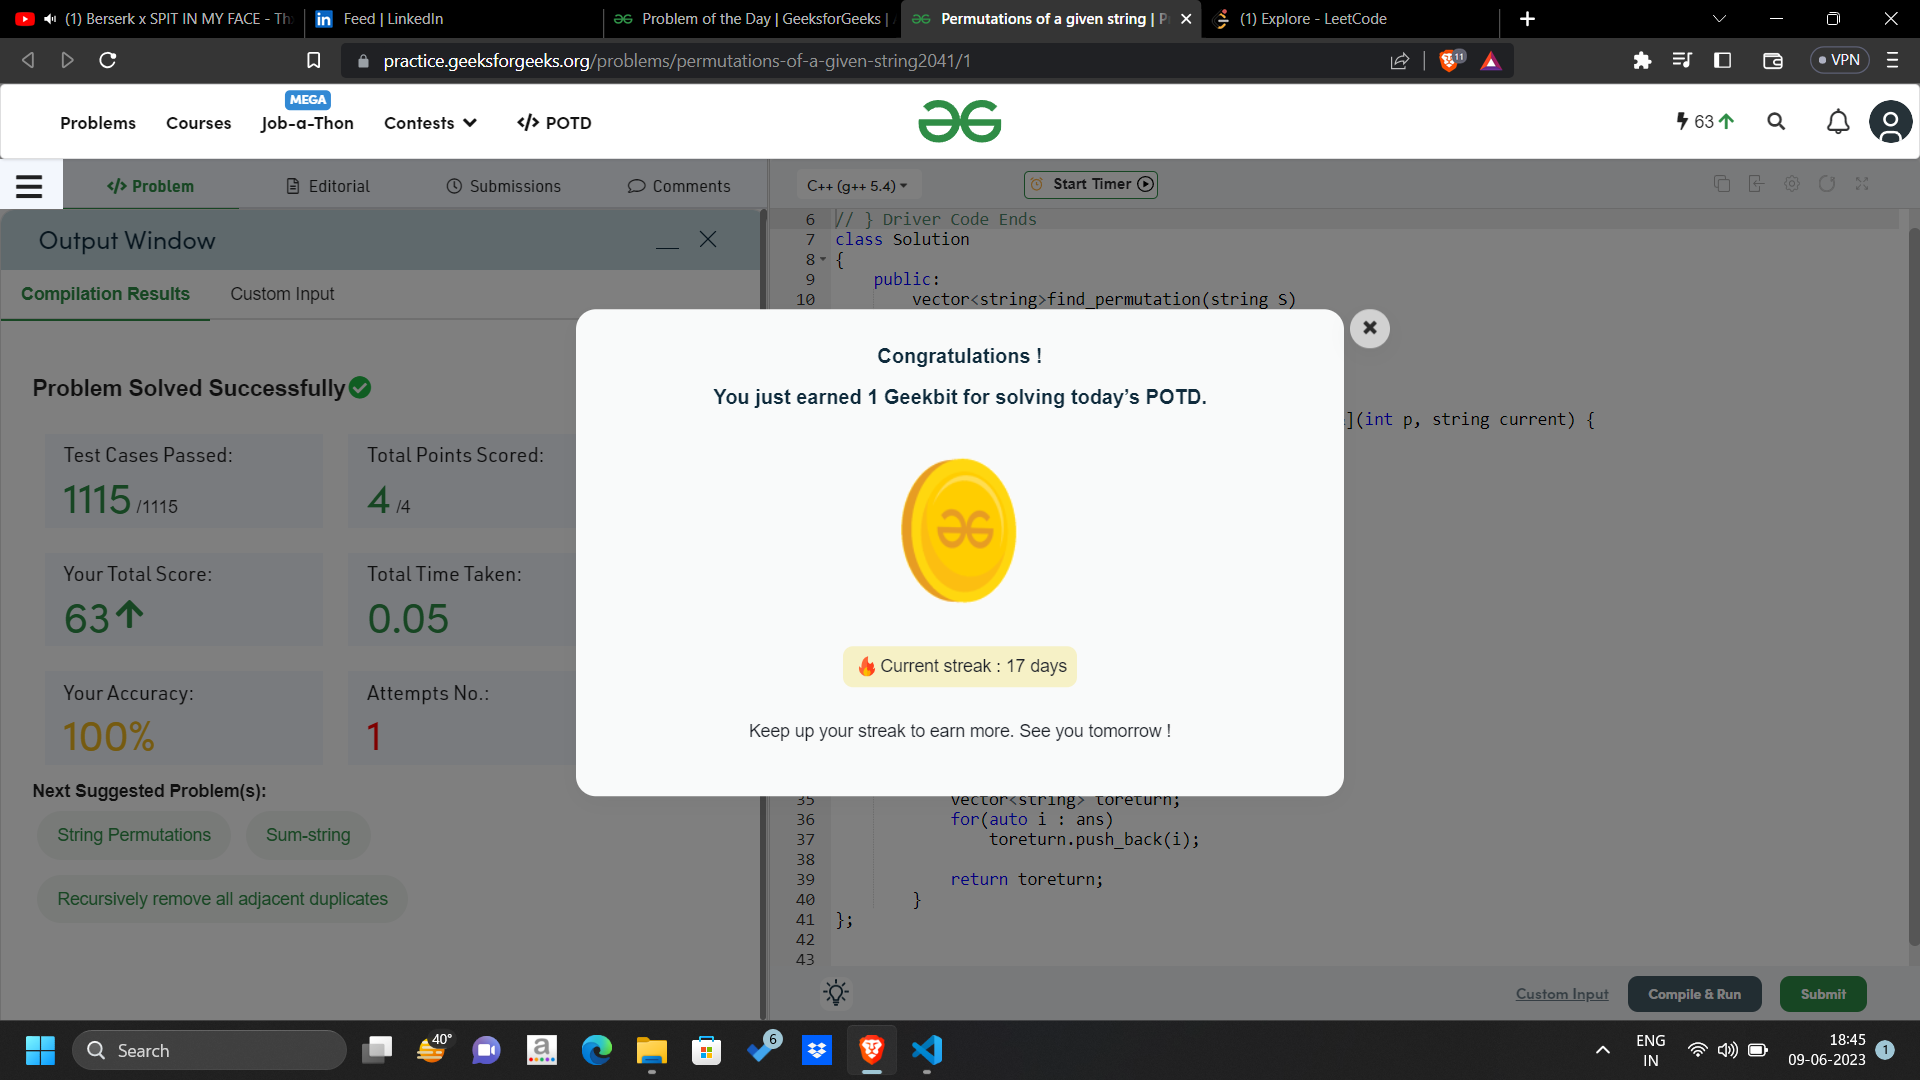 (1) Berserk x SPIT IN MY FACE - Th
Feed | LinkedIn
Problem of the Day | GeeksforGeeks |
Permutations of a given string | P
(1) Explore - LeetCode
practice.geeksforgeeks.org/problems/permutations-of-a-given-string2041/1
11
VPN
MEGA
Problems
Courses
Job-a-Thon
Contests
</> POTD
63
</> Problem
Editorial
Submissions
Comments
C++ (g++ 5.4)
Start Timer
Output Window
Compilation Results
Custom Input
Problem Solved Successfully
Test Cases Passed:
1115 /1115
Total Points Scored:
4 /4
Your Total Score:
63
Total Time Taken:
0.05
Your Accuracy:
100%
Attempts No.:
1
Next Suggested Problem(s):
String Permutations
Sum-string
Recursively remove all adjacent duplicates
6 // } Driver Code Ends
7 class Solution
8 {
9 public:
10 vector<string>find_permutation(string S)
](int p, string current) {
Congratulations !
You just earned 1 Geekbit for solving today’s POTD.
Current streak : 17 days
Keep up your streak to earn more. See you tomorrow !
35 vector<string> toreturn;
36 for(auto i : ans)
37 toreturn.push_back(i);
38
39 return toreturn;
40 }
41 };
42
43
Custom Input
Compile & Run
Submit
Search
40°
a
6
ENG
IN
18:45
09-06-2023
1